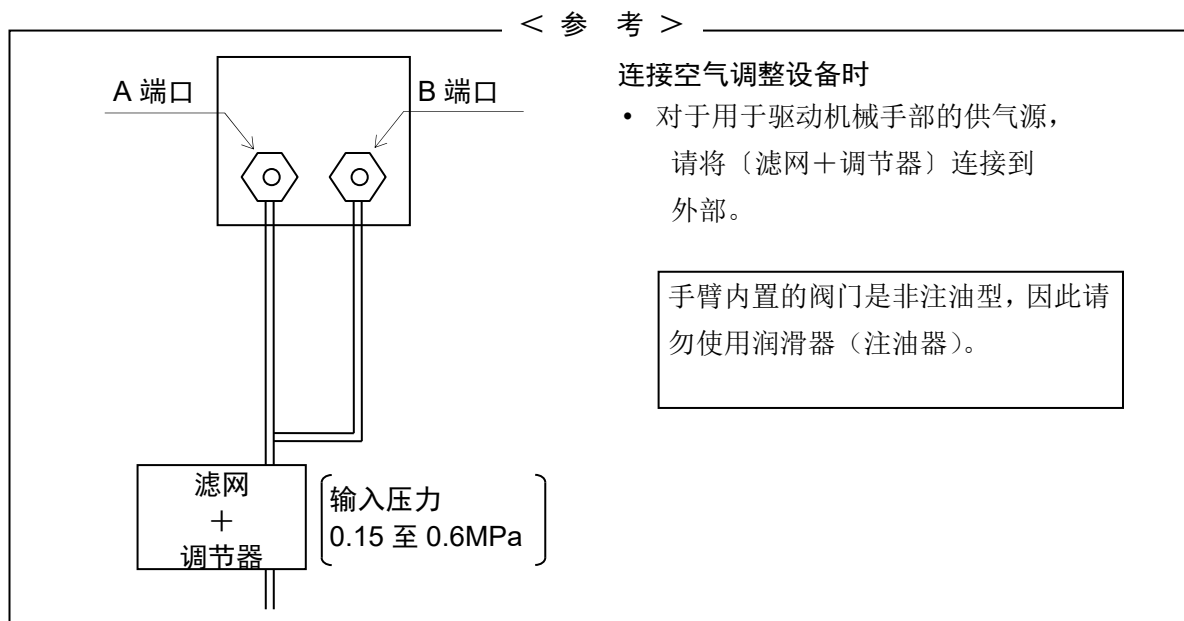 ＜参 考＞
A 端口
B 端口
滤网
＋
调节器
输入压力
0.15 至 0.6MPa
连接空气调整设备时
• 对于用于驱动机械手部的供气源，
请将〔滤网＋调节器〕连接到
外部。
手臂内置的阀门是非注油型，因此请
勿使用润滑器（注油器）。